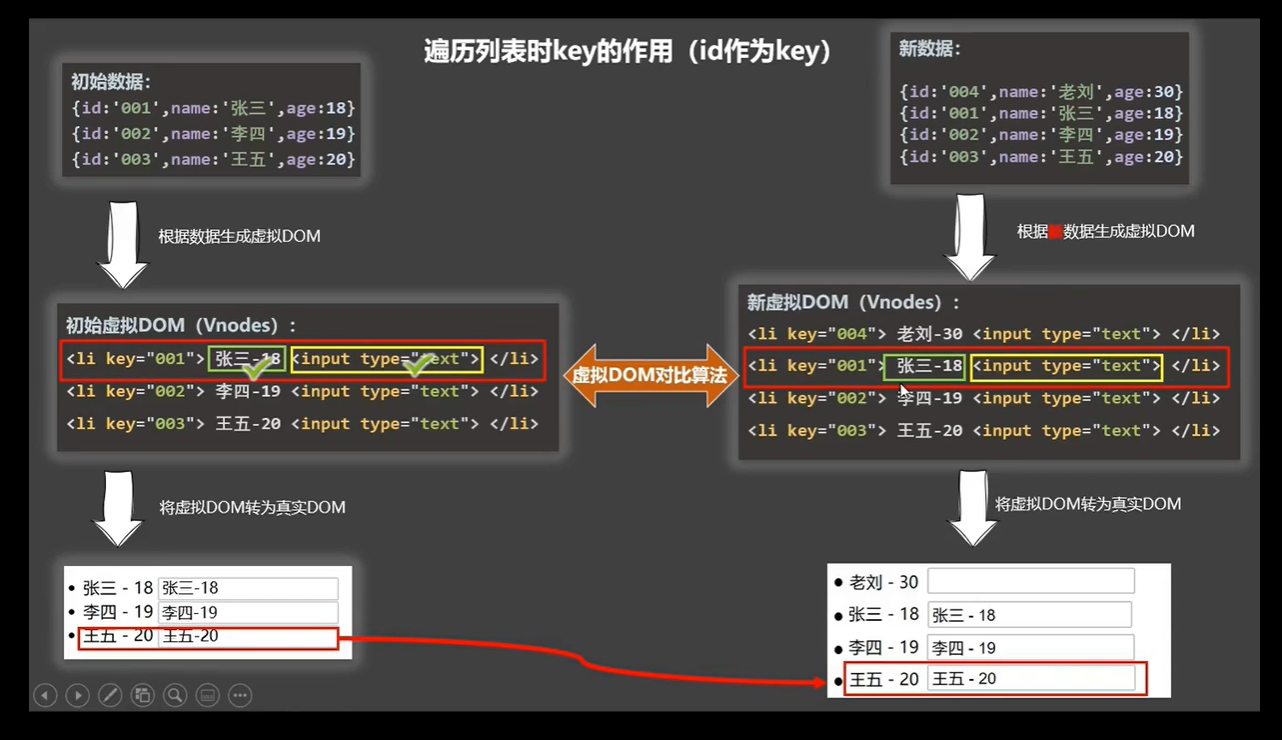 遍历列表时key的作用（id作为key）
初始数据：
{id:'001',name:'张三',age:18}
{id:'002',name:'李四',age:19}
{id:'003',name:'王五',age:20}
新数据：
{id:'004',name:'老刘',age:30}
{id:'001',name:'张三',age:18}
{id:'002',name:'李四',age:19}
{id:'003',name:'王五',age:20}
根据数据生成虚拟DOM
根据新数据生成虚拟DOM
初始虚拟DOM（Vnodes）：
<li key="001"> 张三-18 <input type="text"> </li>
<li key="002"> 李四-19 <input type="text"> </li>
<li key="003"> 王五-20 <input type="text"> </li>
虚拟DOM对比算法
新虚拟DOM（Vnodes）：
<li key="004"> 老刘-30 <input type="text"> </li>
<li key="001"> 张三-18 <input type="text"> </li>
<li key="002"> 李四-19 <input type="text"> </li>
<li key="003"> 王五-20 <input type="text"> </li>
将虚拟DOM转为真实DOM
将虚拟DOM转为真实DOM
张三 - 18 张三-18
李四 - 19 李四-19
王五 - 20 王五-20
老刘 - 30
张三 - 18 张三 - 18
李四 - 19 李四 - 19
王五 - 20 王五 - 20